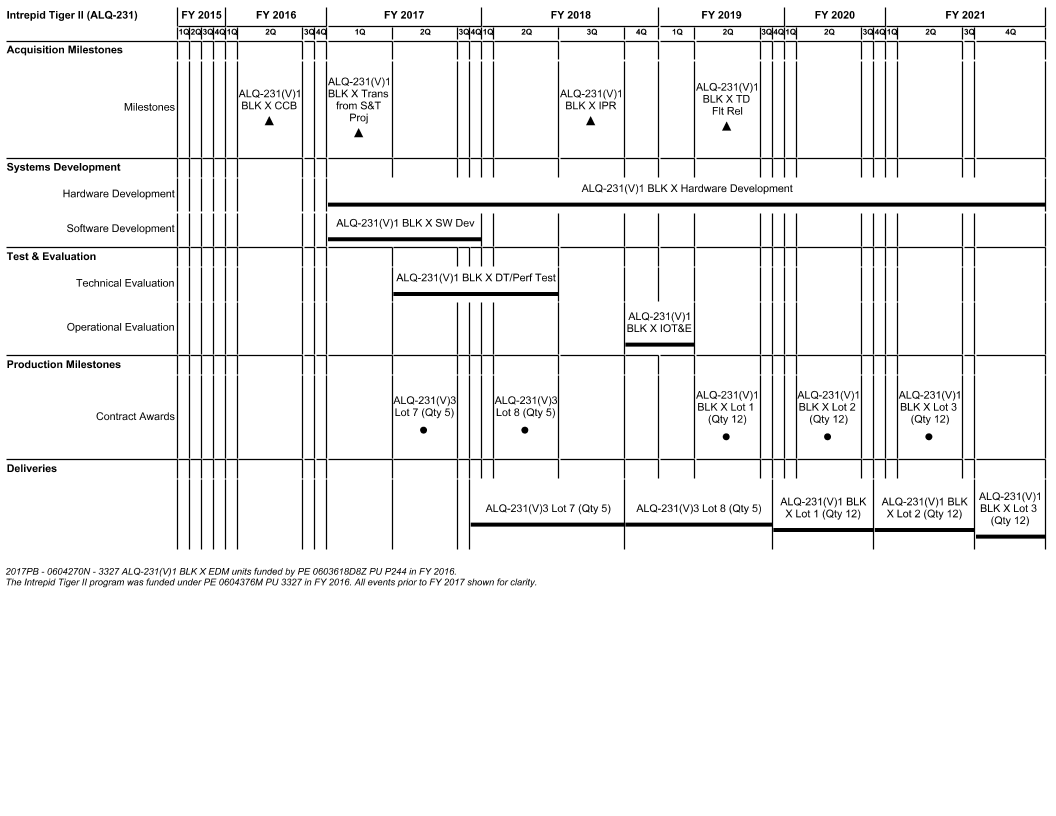 Intrepid Tiger II (ALQ-231)
FY 2015 FY 2016 FY 2017 FY 2018 FY 2019 FY 2020 FY 2021
1Q 2Q 3Q 4Q 1Q 2Q 3Q 4Q 1Q 2Q 3Q 4Q 1Q 2Q 3Q 4Q 1Q 2Q 3Q 4Q 1Q 2Q 3Q 4Q 1Q 2Q 3Q 4Q
Acquisition Milestones
Milestones
ALQ-231(V)1
BLK X CCB
ALQ-231(V)1
BLK X Trans
from S&T
Proj
ALQ-231(V)1
BLK X IPR
ALQ-231(V)1
BLK X TD
Flt Rel
Systems Development
Hardware Development
ALQ-231(V)1 BLK X Hardware Development
Software Development
ALQ-231(V)1 BLK X SW Dev
Test & Evaluation
Technical Evaluation
ALQ-231(V)1 BLK X DT/Perf Test
Operational Evaluation
ALQ-231(V)1
BLK X IOT&E
Production Milestones
Contract Awards
ALQ-231(V)3
Lot 7 (Qty 5)
ALQ-231(V)3
Lot 8 (Qty 5)
ALQ-231(V)1
BLK X Lot 1
(Qty 12)
ALQ-231(V)1
BLK X Lot 2
(Qty 12)
ALQ-231(V)1
BLK X Lot 3
(Qty 12)
Deliveries
ALQ-231(V)3 Lot 7 (Qty 5)
ALQ-231(V)3 Lot 8 (Qty 5)
ALQ-231(V)1 BLK
X Lot 1 (Qty 12)
ALQ-231(V)1 BLK
X Lot 2 (Qty 12)
ALQ-231(V)1
BLK X Lot 3
(Qty 12)
2017PB - 0604270N - 3327 ALQ-231(V)1 BLK X EDM units funded by PE 0603618D8Z PU P244 in FY 2016.
The Intrepid Tiger II program was funded under PE 0604376M PU 3327 in FY 2016. All events prior to FY 2017 shown for clarity.